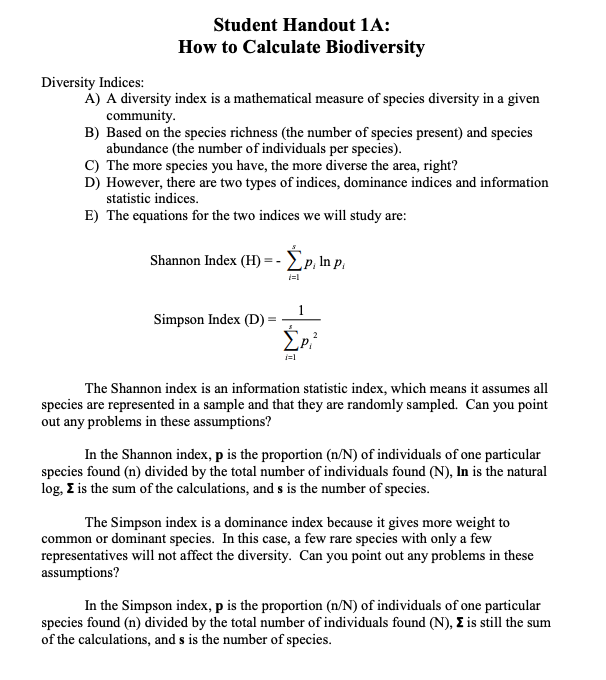 Student Handout 1A:
How to Calculate Biodiversity
Diversity Indices:
A) A diversity index is a mathematical measure of species diversity in a given
community.
B) Based on the species richness (the number of species present) and species
abundance (the number of individuals per species).
C) The more species you have, the more diverse the area, right?
D) However, there are two types of indices, dominance indices and information
statistic indices.
E) The equations for the two indices we will study are:
Shannon Index (H) = - \sum_{i=1}^{s} p_i ln p_i
Simpson Index (D) = \frac{1}{\sum_{i=1}^{s} p_i^2}
The Shannon index is an information statistic index, which means it assumes all
species are represented in a sample and that they are randomly sampled. Can you point
out any problems in these assumptions?
In the Shannon index, p is the proportion (n/N) of individuals of one particular
species found (n) divided by the total number of individuals found (N), ln is the natural
log, Σ is the sum of the calculations, and s is the number of species.
The Simpson index is a dominance index because it gives more weight to
common or dominant species. In this case, a few rare species with only a few
representatives will not affect the diversity. Can you point out any problems in these
assumptions?
In the Simpson index, p is the proportion (n/N) of individuals of one particular
species found (n) divided by the total number of individuals found (N), Σ is still the sum
of the calculations, and s is the number of species.